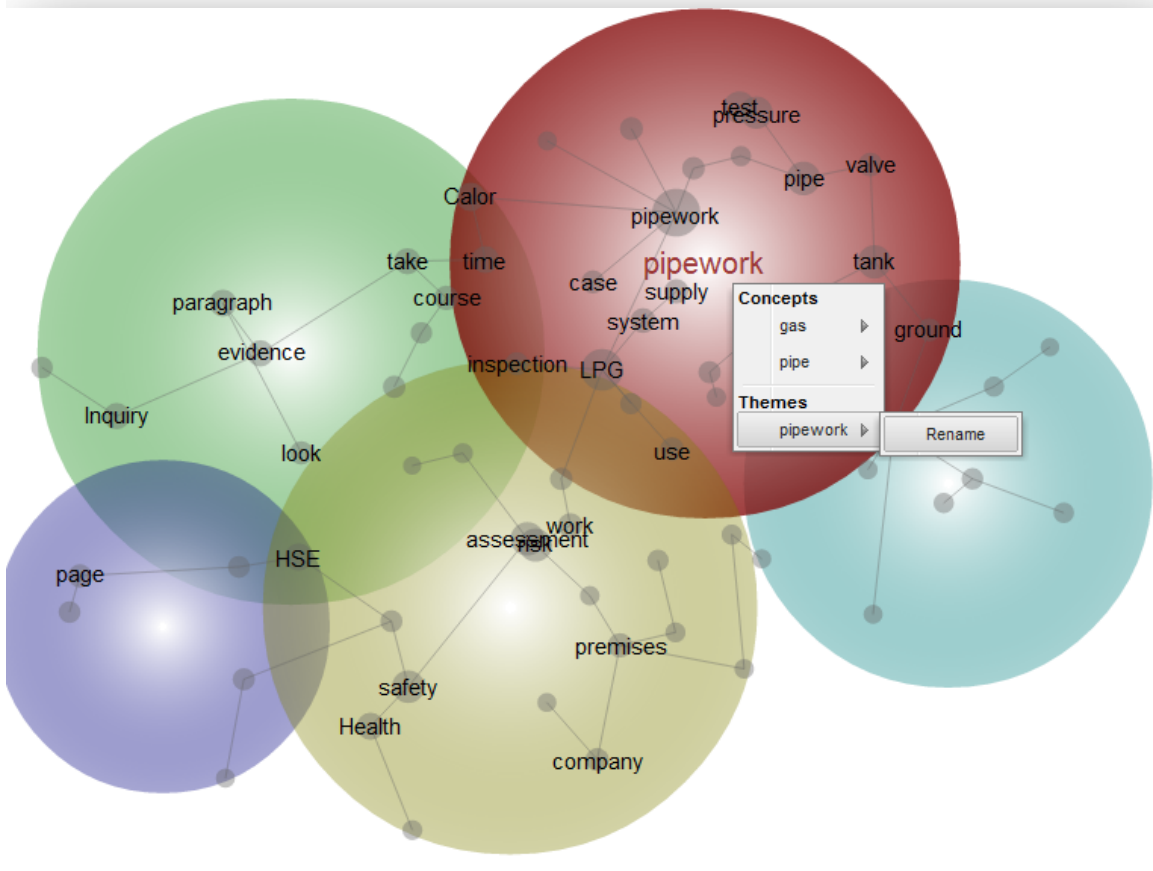 test
pressure
pipe
valve
Calor
pipework
take
time
pipework
tank
case
supply
paragraph
course
system
ground
evidence
inspection
LPG
Inquiry
look
use
Concepts
gas
pipe
Themes
pipework
Rename
work
assessment
risk
HSE
page
premises
safety
Health
company